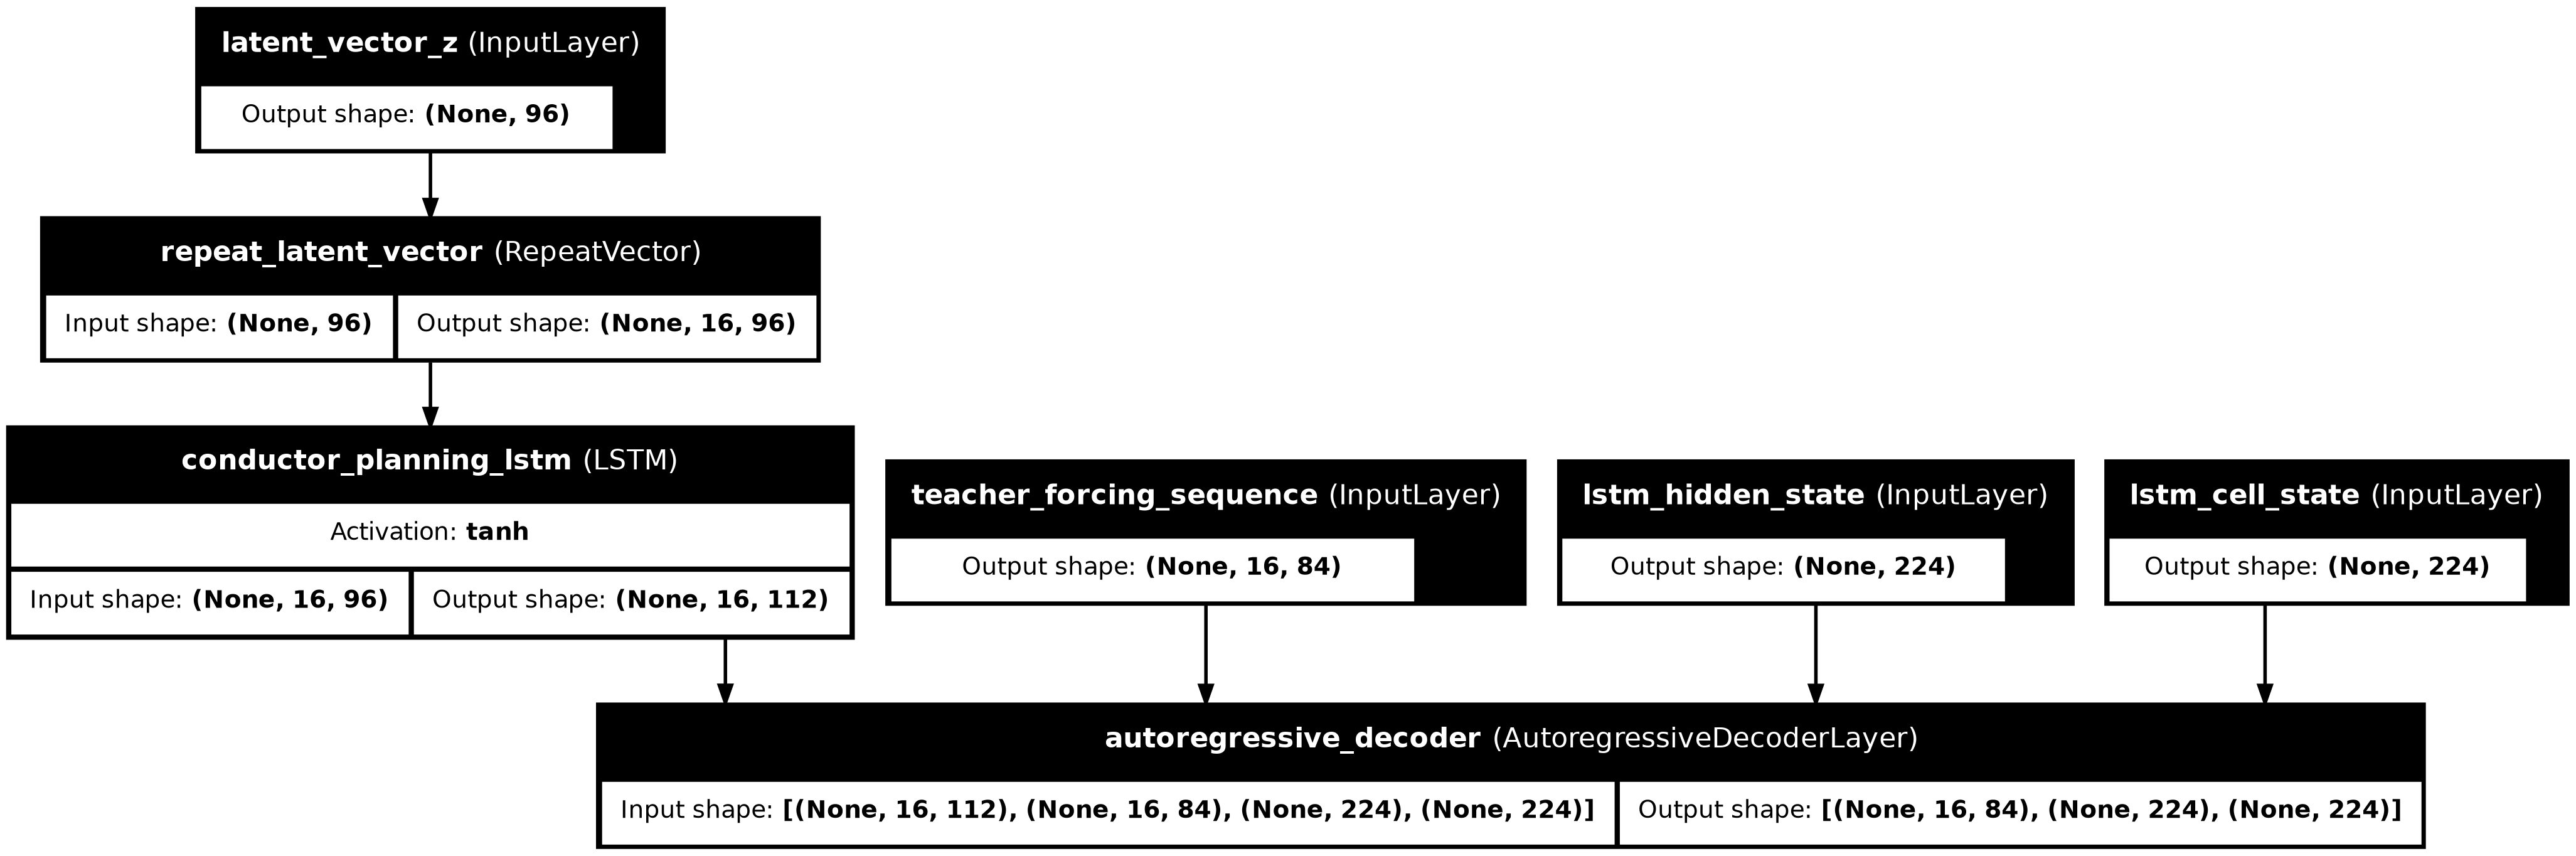 latent_vector_z (InputLayer)
Output shape: (None, 96)
repeat_latent_vector (RepeatVector)
Input shape: (None, 96)
Output shape: (None, 16, 96)
conductor_planning_lstm (LSTM)
Activation: tanh
Input shape: (None, 16, 96)
Output shape: (None, 16, 112)
teacher_forcing_sequence (InputLayer)
Output shape: (None, 16, 84)
lstm_hidden_state (InputLayer)
Output shape: (None, 224)
lstm_cell_state (InputLayer)
Output shape: (None, 224)
autoregressive_decoder (AutoregressiveDecoderLayer)
Input shape: [(None, 16, 112), (None, 16, 84), (None, 224), (None, 224)]
Output shape: [(None, 16, 84), (None, 224), (None, 224)]